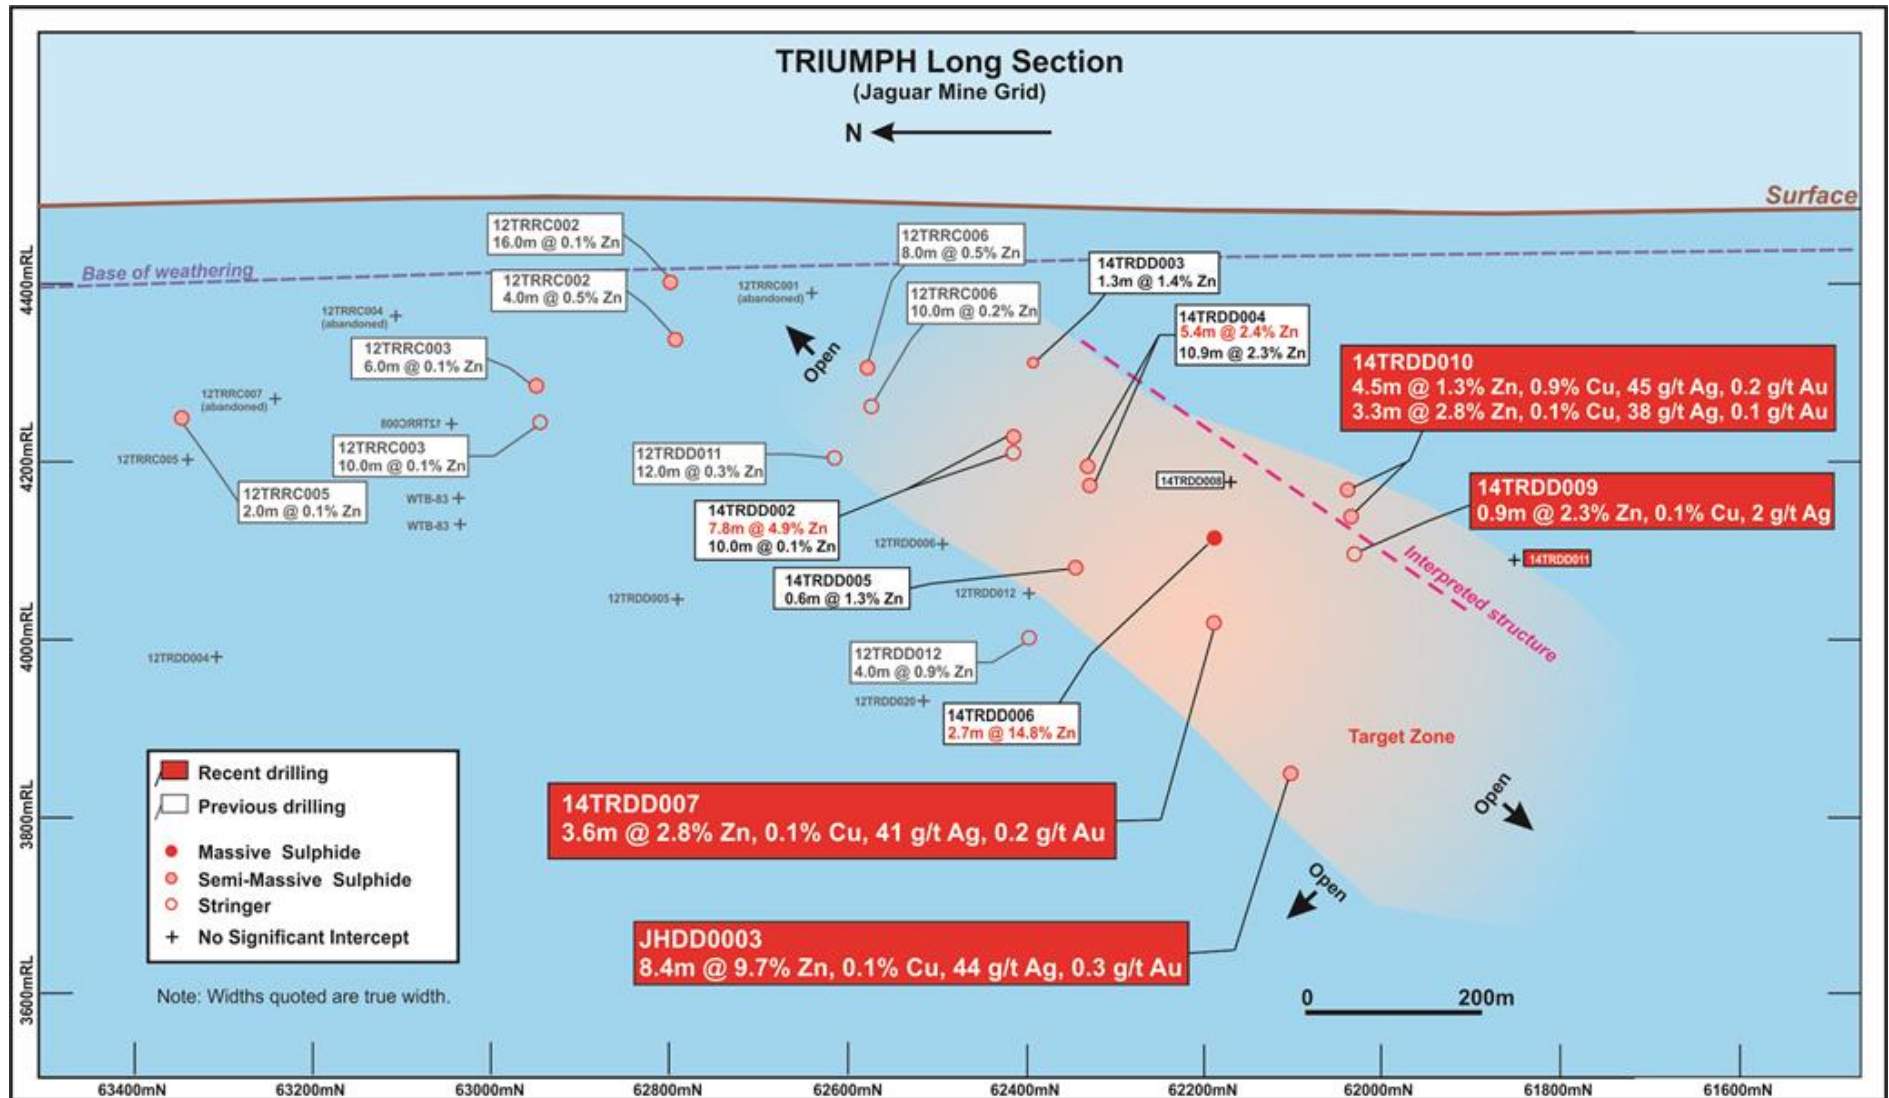 TRIUMPH Long Section
(Jaguar Mine Grid)
N
Surface
Base of weathering
4400mRL
4200mRL
4000mRL
3800mRL
3600mRL
12TRRC002
16.0m @ 0.1% Zn
12TRRC002
4.0m @ 0.5% Zn
12TRRC001
(abandoned)
12TRRC006
8.0m @ 0.5% Zn
12TRRC006
10.0m @ 0.2% Zn
14TRDD003
1.3m @ 1.4% Zn
14TRDD004
5.4m @ 2.4% Zn
10.9m @ 2.3% Zn
14TRDD010
4.5m @ 1.3% Zn, 0.9% Cu, 45 g/t Ag, 0.2 g/t Au
3.3m @ 2.8% Zn, 0.1% Cu, 38 g/t Ag, 0.1 g/t Au
12TRRC004
(abandoned)
12TRRC003
6.0m @ 0.1% Zn
Open
12TRRC007
(abandoned)
12TRRC008
12TRRC003
10.0m @ 0.1% Zn
12TRRC005
12TRRC005
2.0m @ 0.1% Zn
WTB-83
WTB-83
12TRDD011
12.0m @ 0.3% Zn
14TRDD008
14TRDD009
0.9m @ 2.3% Zn, 0.1% Cu, 2 g/t Ag
14TRDD002
7.8m @ 4.9% Zn
10.0m @ 0.1% Zn
12TRDD006
14TRDD011
Interpreted structure
14TRDD005
0.6m @ 1.3% Zn
12TRDD005
12TRDD012
12TRDD004
12TRDD012
4.0m @ 0.9% Zn
12TRDD020
14TRDD006
2.7m @ 14.8% Zn
Target Zone
Open
14TRDD007
3.6m @ 2.8% Zn, 0.1% Cu, 41 g/t Ag, 0.2 g/t Au
Open
JHDD0003
8.4m @ 9.7% Zn, 0.1% Cu, 44 g/t Ag, 0.3 g/t Au
Recent drilling
Previous drilling
Massive Sulphide
Semi-Massive Sulphide
Stringer
No Significant Intercept
Note: Widths quoted are true width.
0 200m
63400mN 63200mN 63000mN 62800mN 62600mN 62400mN 62200mN 62000mN 61800mN 61600mN